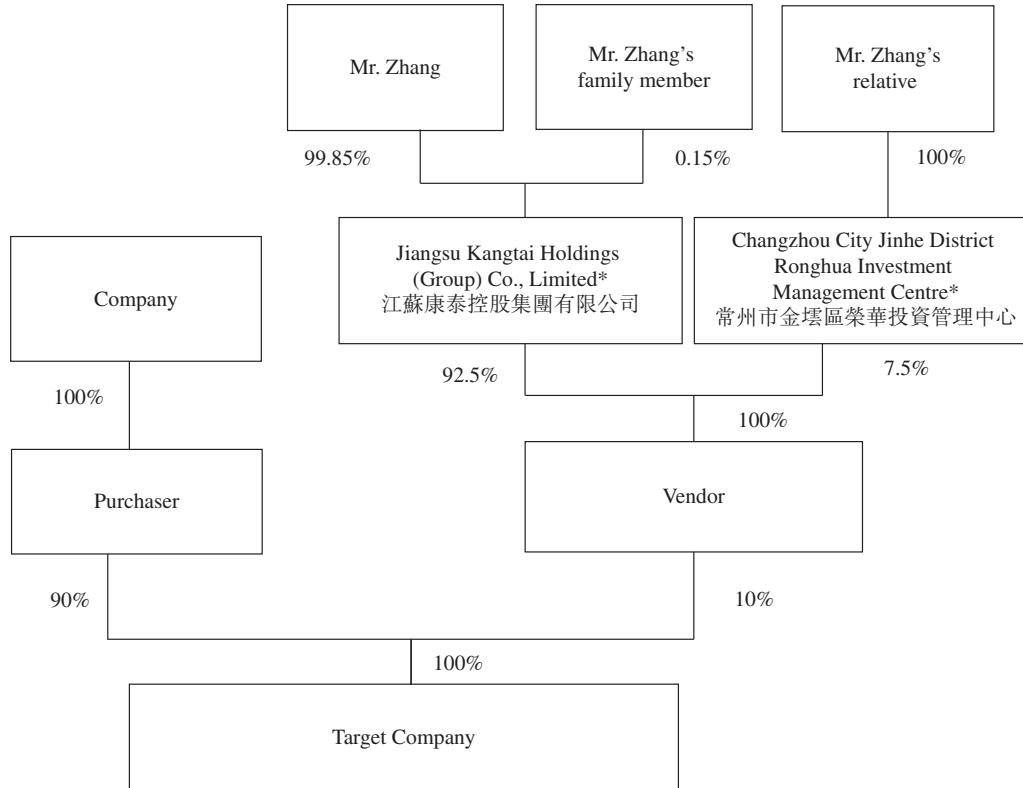 Mr. Zhang
Mr. Zhang's
family member
Mr. Zhang's
relative
99.85%
0.15%
100%
Company
Jiangsu Kangtai Holdings
(Group) Co., Limited*
江蘇康泰控股集團有限公司
Changzhou City Jinhe District
Ronghua Investment
Management Centre*
常州市金壜區榮華投資管理中心
100%
92.5%
7.5%
100%
Purchaser
Vendor
90%
10%
100%
Target Company